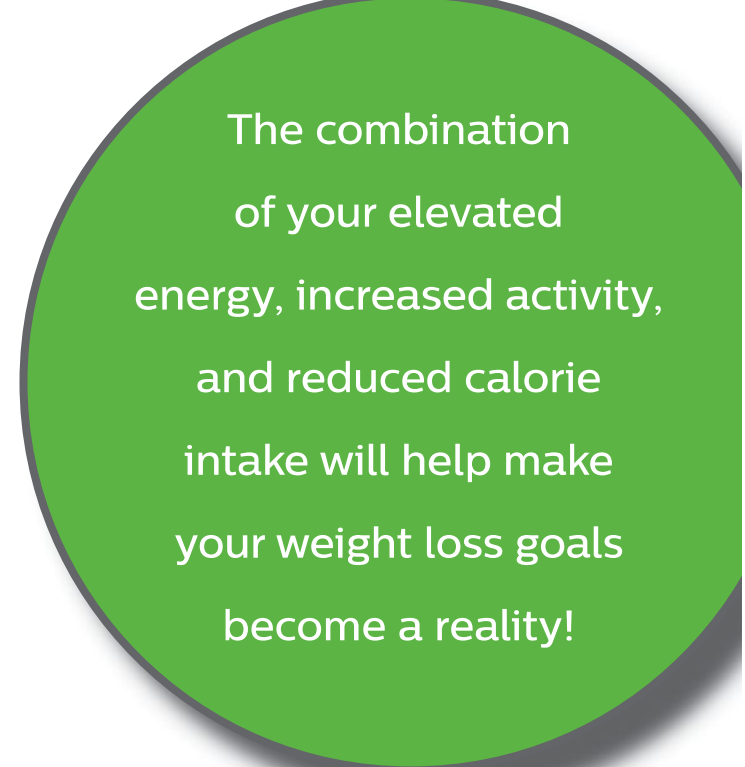 The combination
of your elevated
energy, increased activity,
and reduced calorie
intake will help make
your weight loss goals
become a reality!